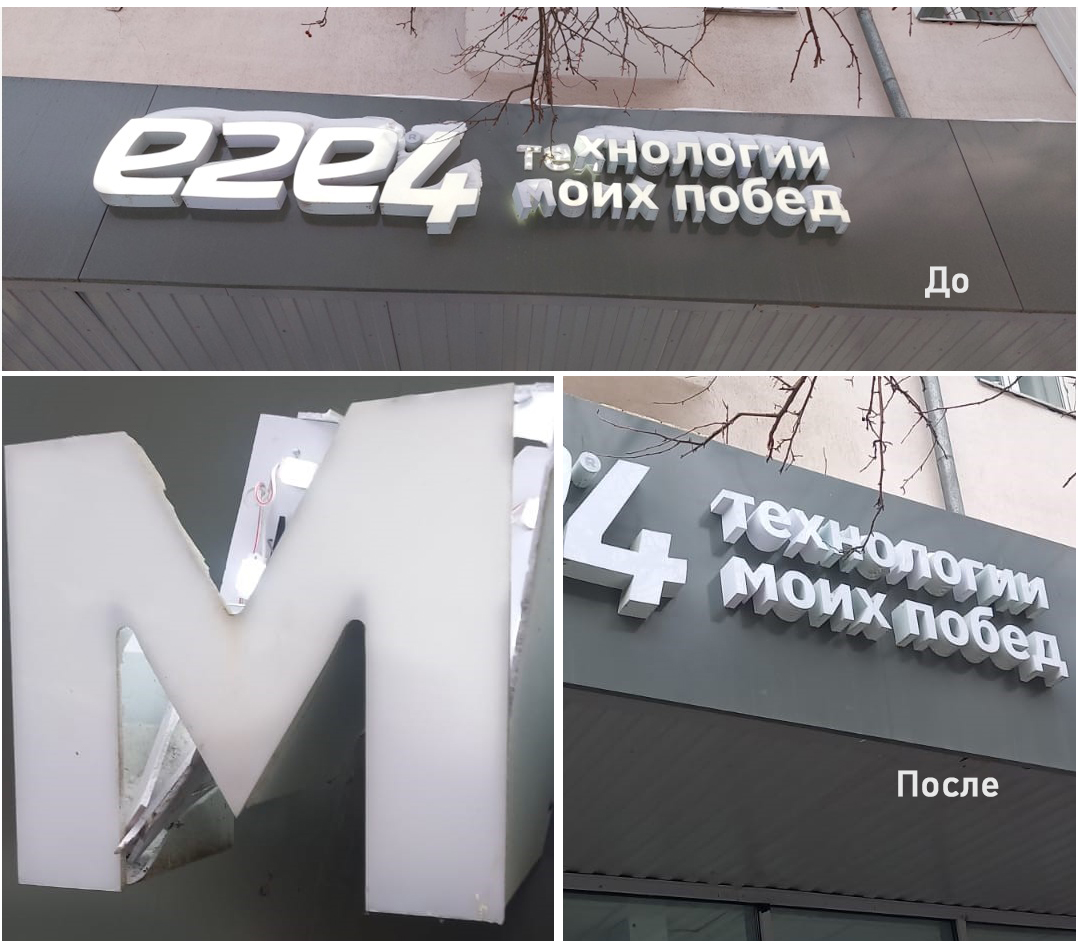 e2e4
технологии
моих побед
До
М
4
технологии
моих побед
После